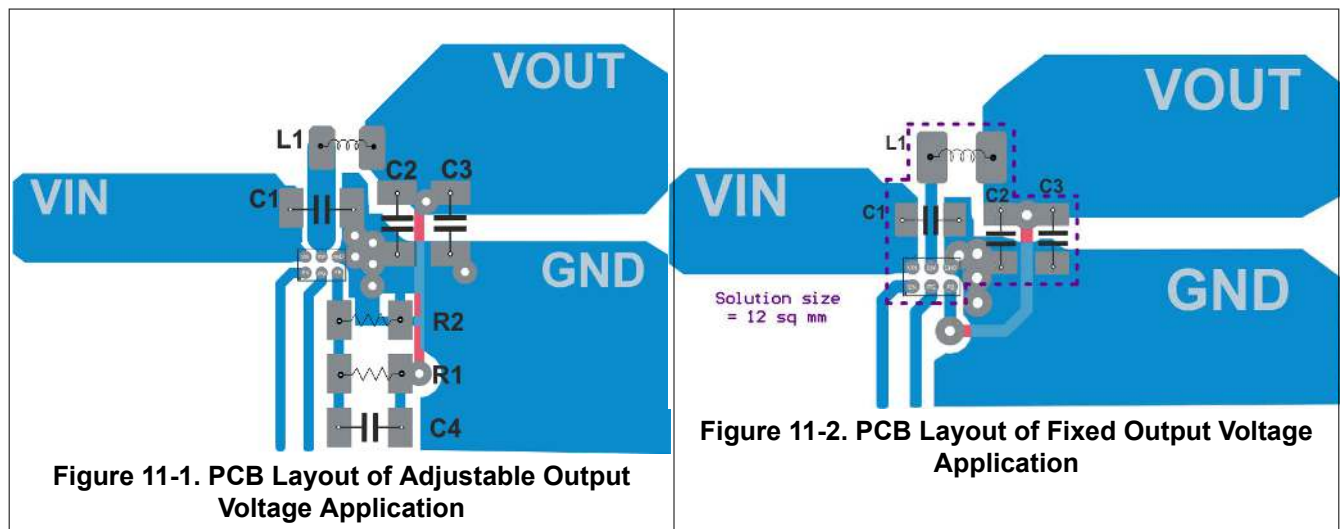 VOUT
L1
C2
C3
VIN
C1
GND
R2
R1
C4
Figure 11-1. PCB Layout of Adjustable Output
Voltage Application
VOUT
L1
C3
C2
VIN
C1
GND
Solution size
= 12 sq mm
Figure 11-2. PCB Layout of Fixed Output Voltage
Application